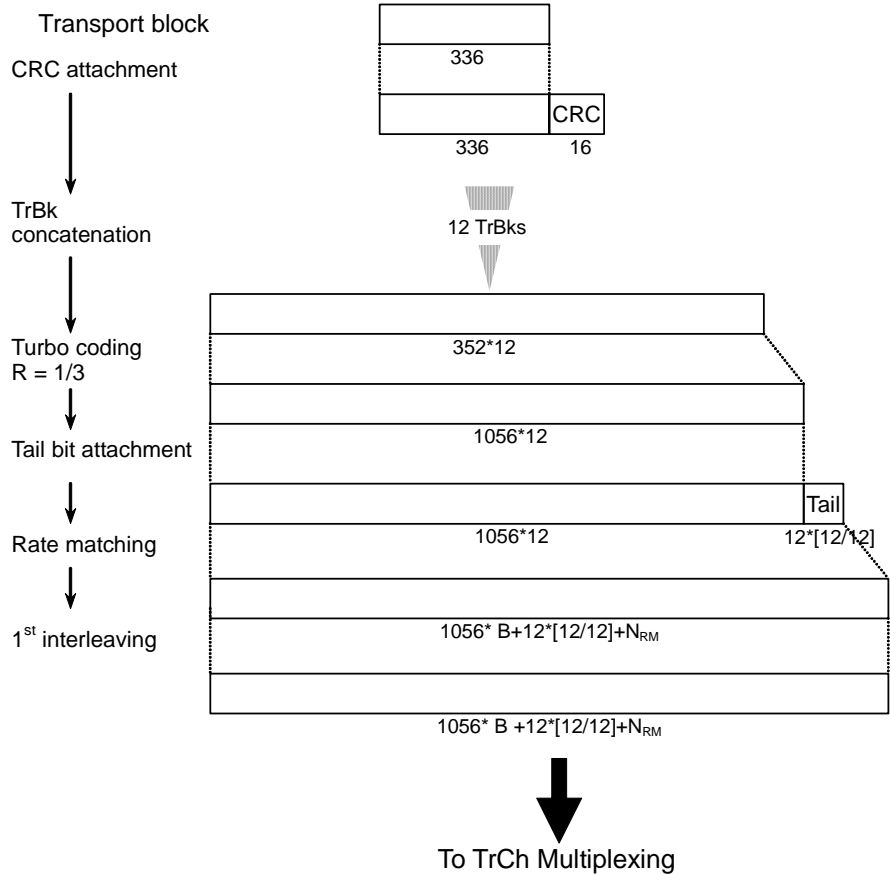 Transport block
336
CRC attachment
CRC
336 16
TrBk
concatenation
12 TrBks
352*12
Turbo coding
R = 1/3
1056*12
Tail bit attachment
Tail
1056*12 12*[12/12]
Rate matching
1056* B+12*[12/12]+NRM
1st interleaving
1056* B +12*[12/12]+NRM
To TrCh Multiplexing